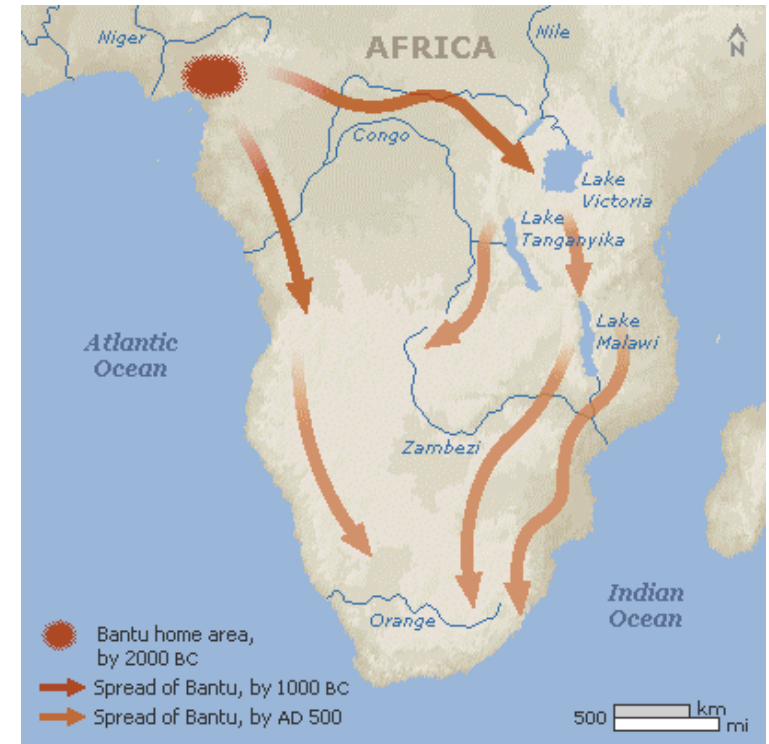 Niger
AFRICA
Nile
N
Congo
Lake
Victoria
Lake
Tanganyika
Lake
Malawi
Atlantic
Ocean
Zambezi
Indian
Ocean
Orange
Bantu home area,
by 2000 BC
Spread of Bantu, by 1000 BC
Spread of Bantu, by AD 500
500 km
mi